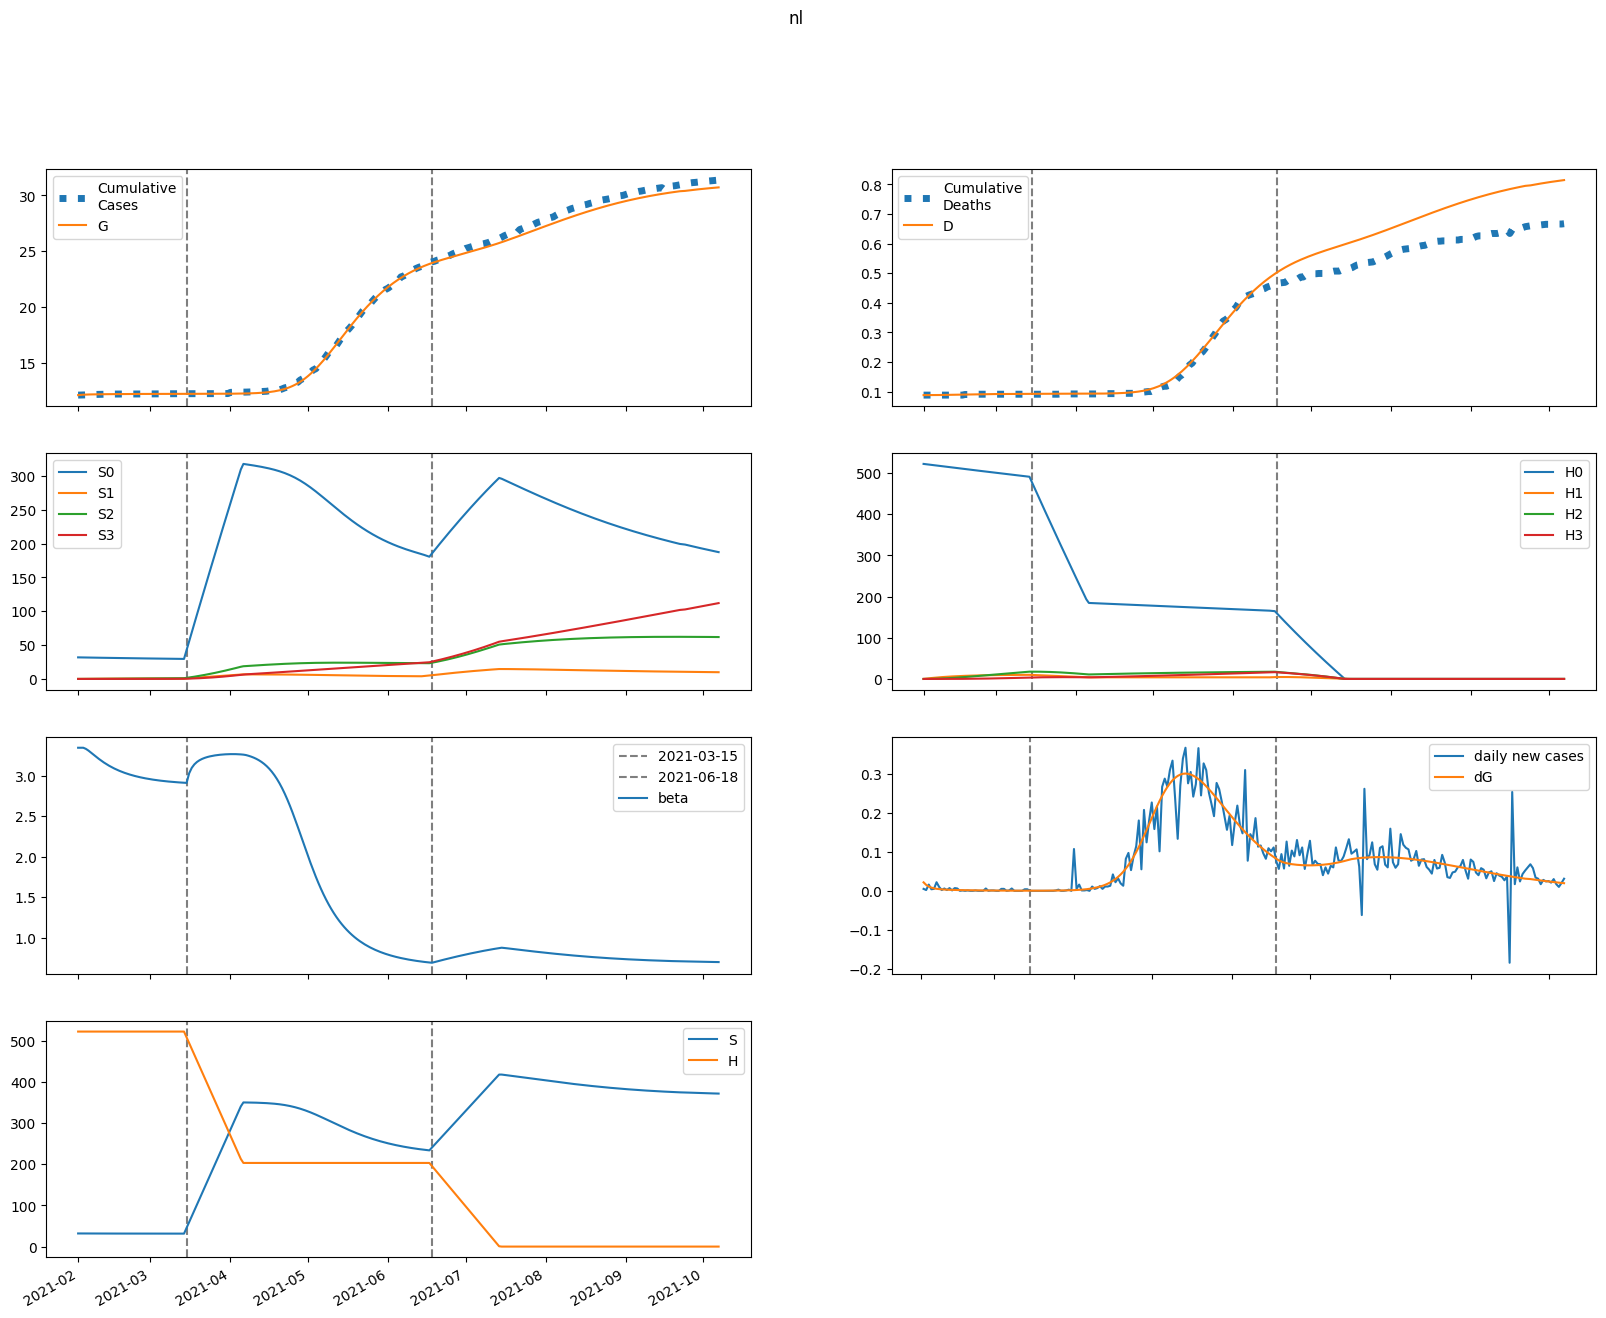 nl
Cumulative
Cases
G
30
25
20
15
Cumulative
Deaths
D
0.8
0.7
0.6
0.5
0.4
0.3
0.2
0.1
S0
S1
S2
S3
300
250
200
150
100
50
0
H0
H1
H2
H3
500
400
300
200
100
0
2021-03-15
2021-06-18
beta
3.0
2.5
2.0
1.5
1.0
daily new cases
dG
0.3
0.2
0.1
0.0
−0.1
−0.2
S
H
500
400
300
200
100
0
2021-02
2021-03
2021-04
2021-05
2021-06
2021-07
2021-08
2021-09
2021-10